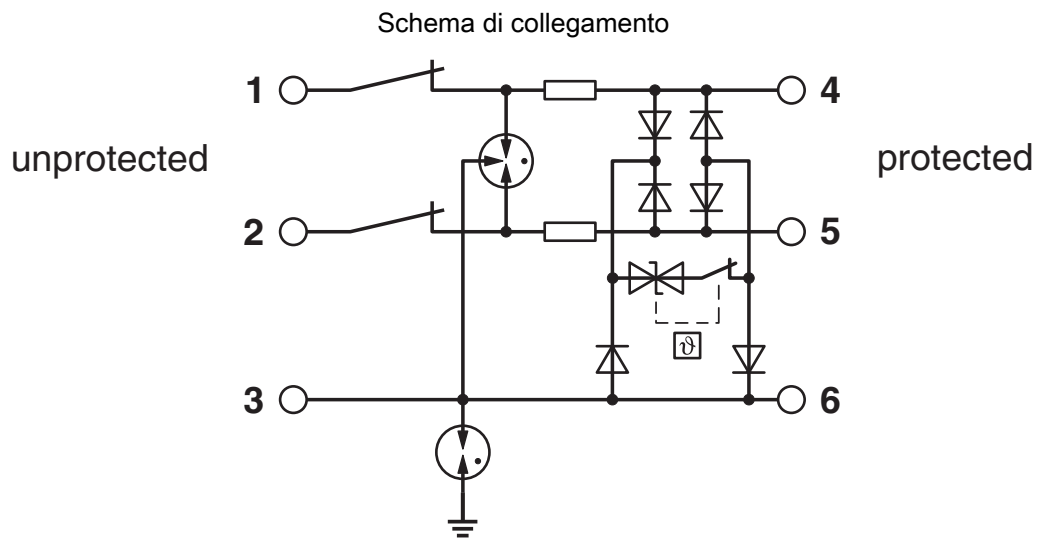 Schema di collegamento
1 4
unprotected protected
2 5
ϑ
3 6